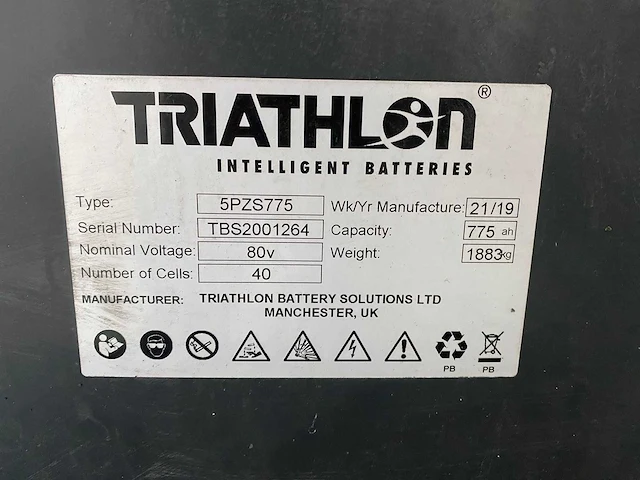 TRIATHLON®
INTELLIGENT BATTERIES
Type: 5PZS775 Wk/Yr Manufacture: 21/19
Serial Number: TBS2001264 Capacity: 775 ah
Nominal Voltage: 80v Weight: 1883kg
Number of Cells: 40
MANUFACTURER: TRIATHLON BATTERY SOLUTIONS LTD
MANCHESTER, UK
PB PB